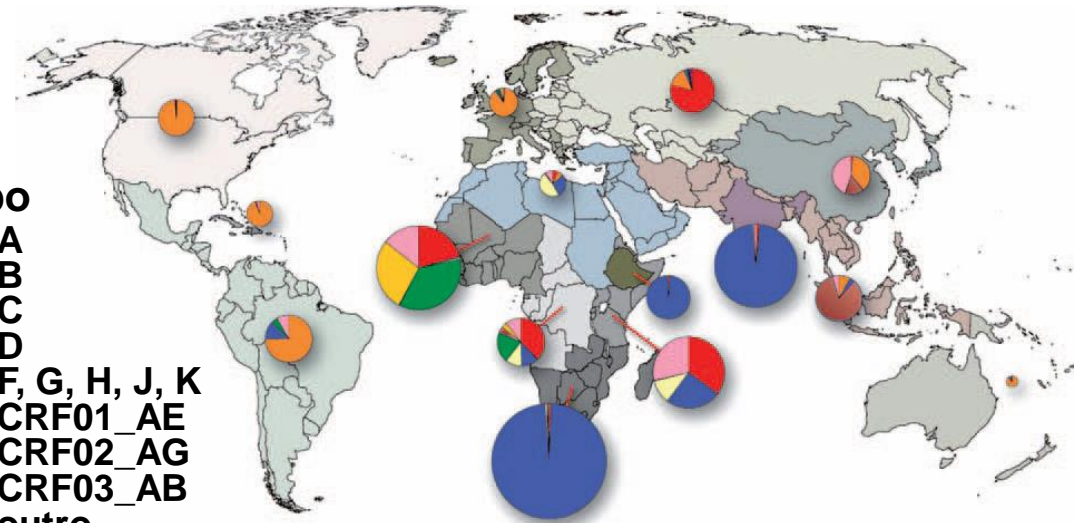 po
A
B
C
D
F, G, H, J, K
CRF01_AE
CRF02_AG
CRF03_AB
outro